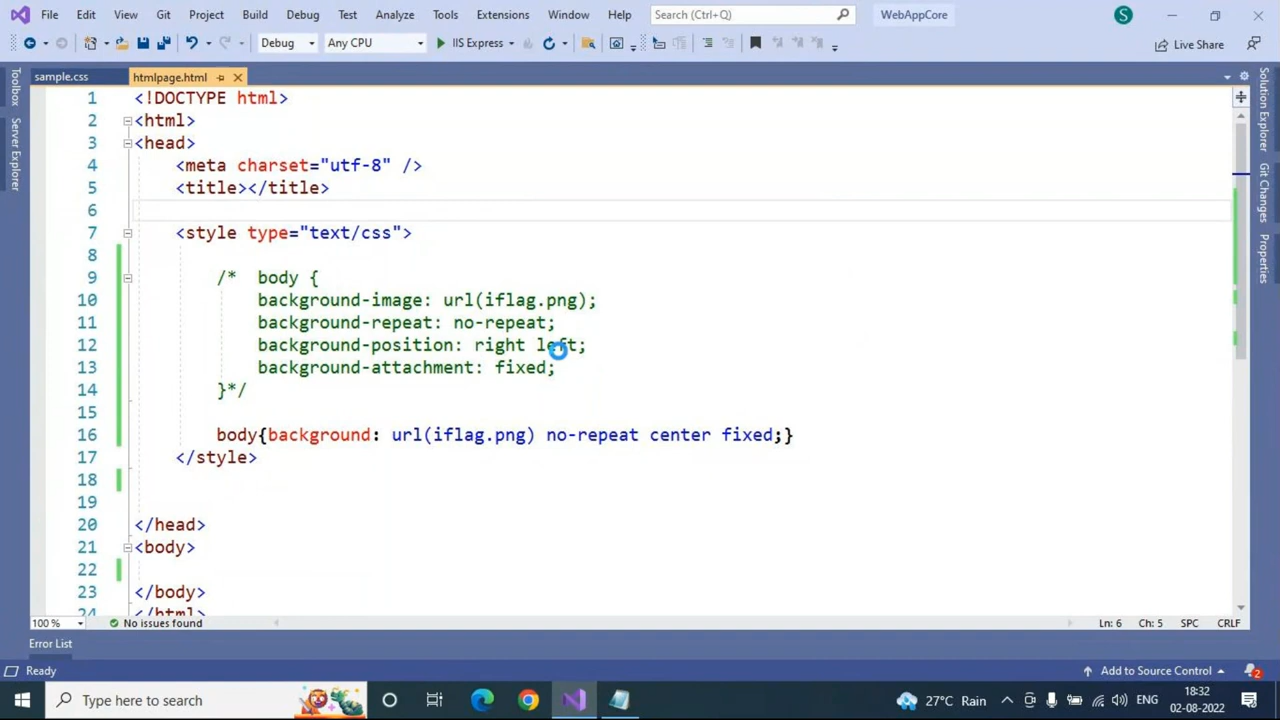 File Edit View Git Project Build Debug Test Analyze Tools Extensions Window Help Search (Ctrl+Q) WebAppCore S
Debug Any CPU IIS Express Live Share
sample.css htmlpage.html
Toolbox
Server Explorer
Solution Explorer
Git Changes
Properties
1 <!DOCTYPE html>
2 <html>
3 <head>
4 <meta charset="utf-8" />
5 <title></title>
6
7 <style type="text/css">
8
9 /* body {
10 background-image: url(iflag.png);
11 background-repeat: no-repeat;
12 background-position: right left;
13 background-attachment: fixed;
14 }*/
15
16 body{background: url(iflag.png) no-repeat center fixed;}
17 </style>
18
19
20 </head>
21 <body>
22
23 </body>
24 </html>
100 % No issues found Ln: 6 Ch: 5 SPC CRLF
Error List
Ready Add to Source Control 2
Type here to search 27°C Rain ENG 18:32
02-08-2022